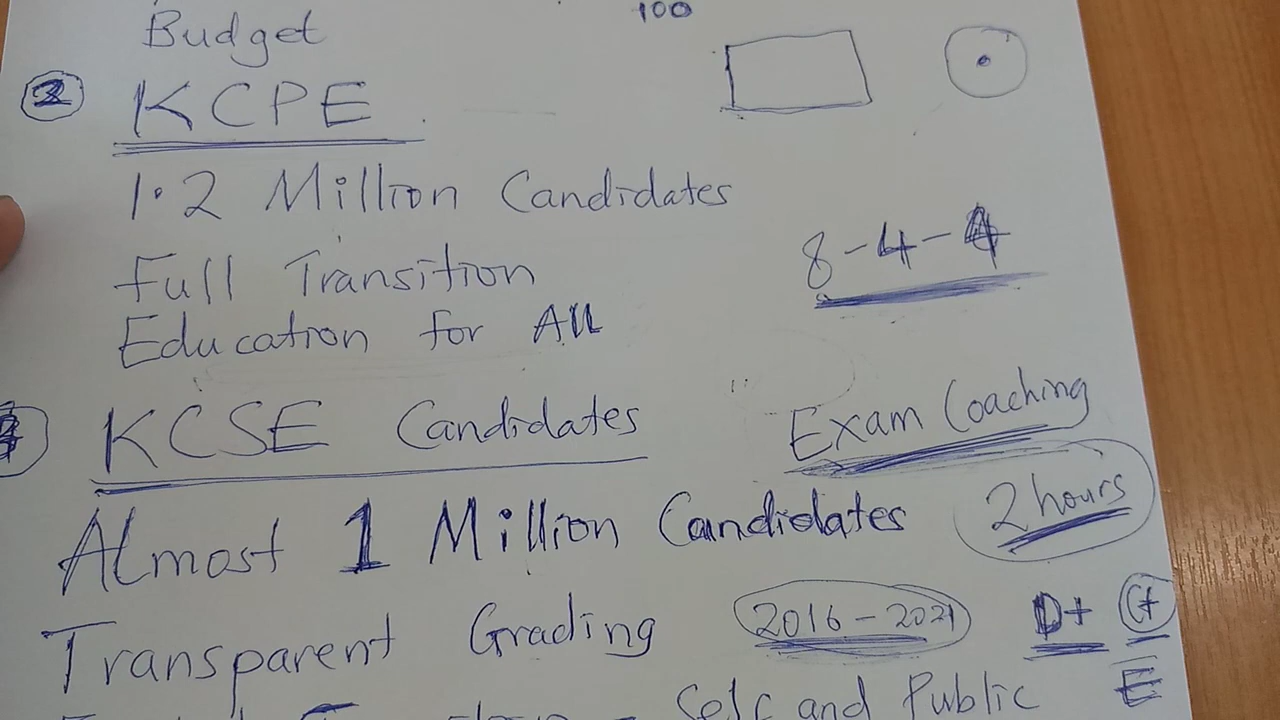 100
Budget
2 KCPE
1.2 Million Candidates
Full Transition
8-4-4
Education for All
KCSE Candidates
Exam Coaching
Almost 1 Million Candidates
2 hours
Transparent Grading
2016-2021
D+ C+
E
Self and Public